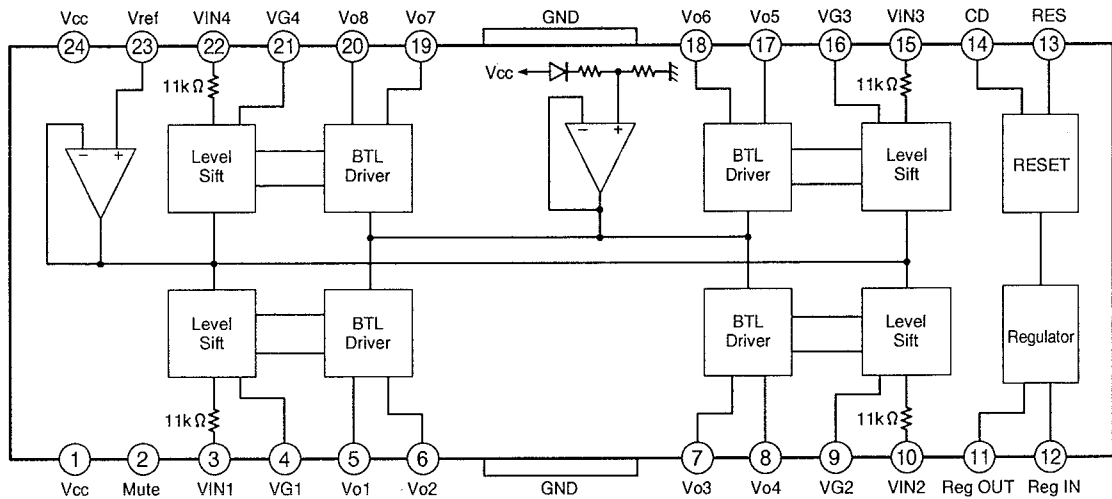 Vcc Vref VIN4 VG4 Vo8 Vo7 GND Vo6 Vo5 VG3 VIN3 CD RES
24 23 22 21 20 19 18 17 16 15 14 13
11kΩ Vcc 11kΩ
− + Level Sift BTL Driver − + BTL Driver Level Sift RESET
Level Sift BTL Driver BTL Driver Level Sift Regulator
11kΩ 11kΩ
1 2 3 4 5 6 7 8 9 10 11 12
Vcc Mute VIN1 VG1 Vo1 Vo2 GND Vo3 Vo4 VG2 VIN2 Reg OUT Reg IN